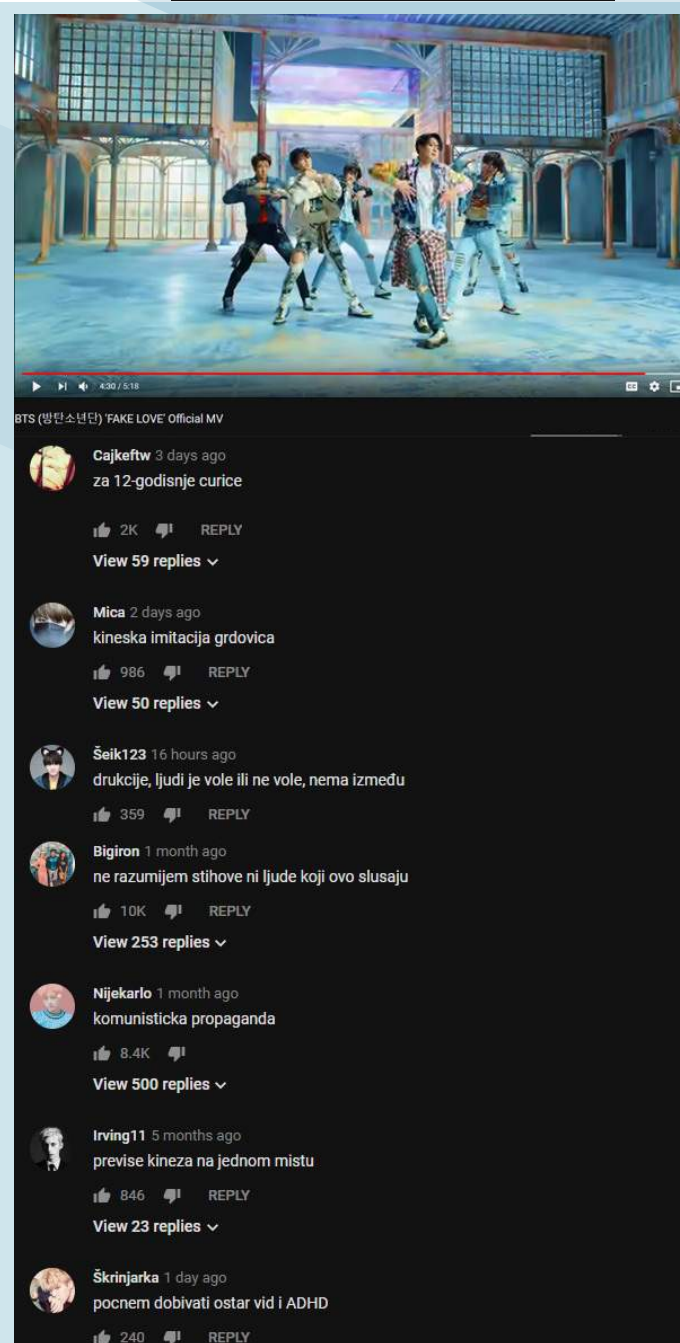 4:30 / 5:18
CC
BTS (방탄소년단) 'FAKE LOVE' Official MV
Cajkeftw 3 days ago
za 12-godisnje curice
2K REPLY
View 59 replies
Mica 2 days ago
kineska imitacija grdovica
986 REPLY
View 50 replies
Šeik123 16 hours ago
drukcije, ljudi je vole ili ne vole, nema između
359 REPLY
Bigiron 1 month ago
ne razumijem stihove ni ljude koji ovo slusaju
10K REPLY
View 253 replies
Nijekarlo 1 month ago
komunisticka propaganda
8.4K
View 500 replies
Irving11 5 months ago
previse kineza na jednom mistu
846 REPLY
View 23 replies
Škrinjarka 1 day ago
pocnem dobivati ostar vid i ADHD
240 REPLY